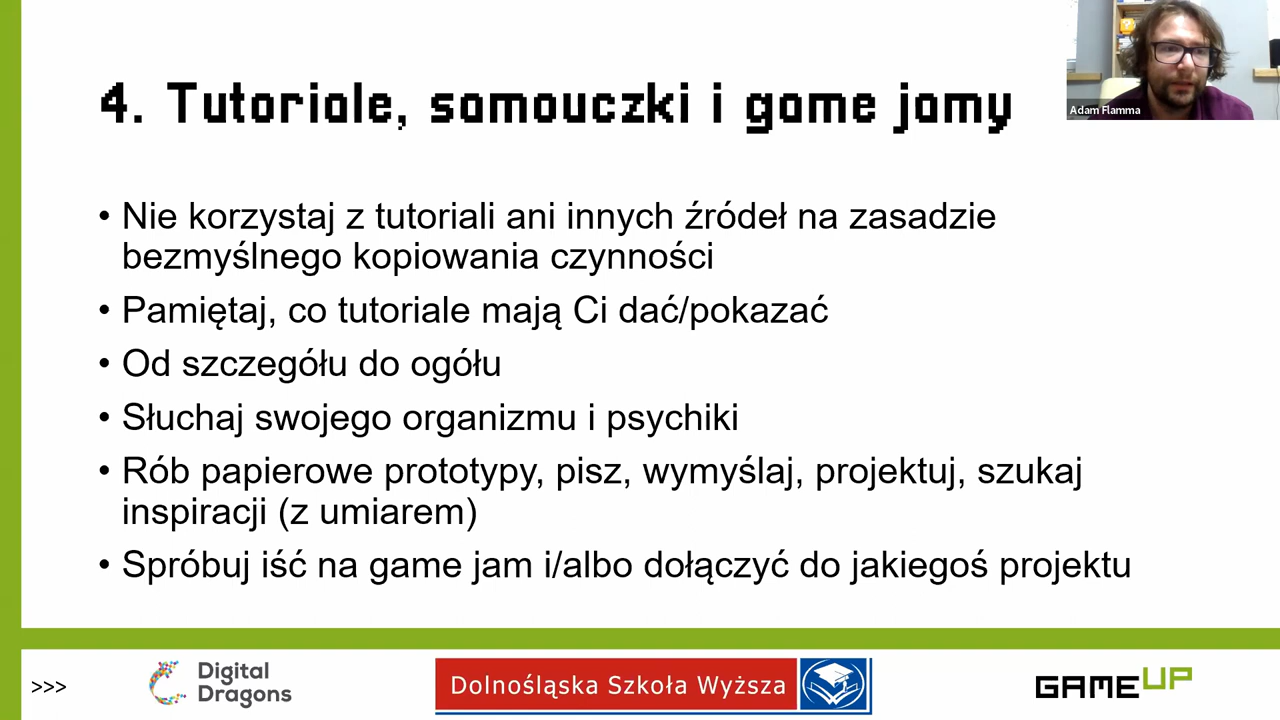 4. Tutoriale, samouczki i game jamy
Adam Flamma
• Nie korzystaj z tutoriali ani innych źródeł na zasadzie
bezmyślnego kopiowania czynności
• Pamiętaj, co tutoriale mają Ci dać/pokazać
• Od szczegółu do ogółu
• Słuchaj swojego organizmu i psychiki
• Rób papierowe prototypy, pisz, wymyślaj, projektuj, szukaj
inspiracji (z umiarem)
• Spróbuj iść na game jam i/albo dołączyć do jakiegoś projektu
>>>
Digital
Dragons
Dolnośląska Szkoła Wyższa
GAMEUP